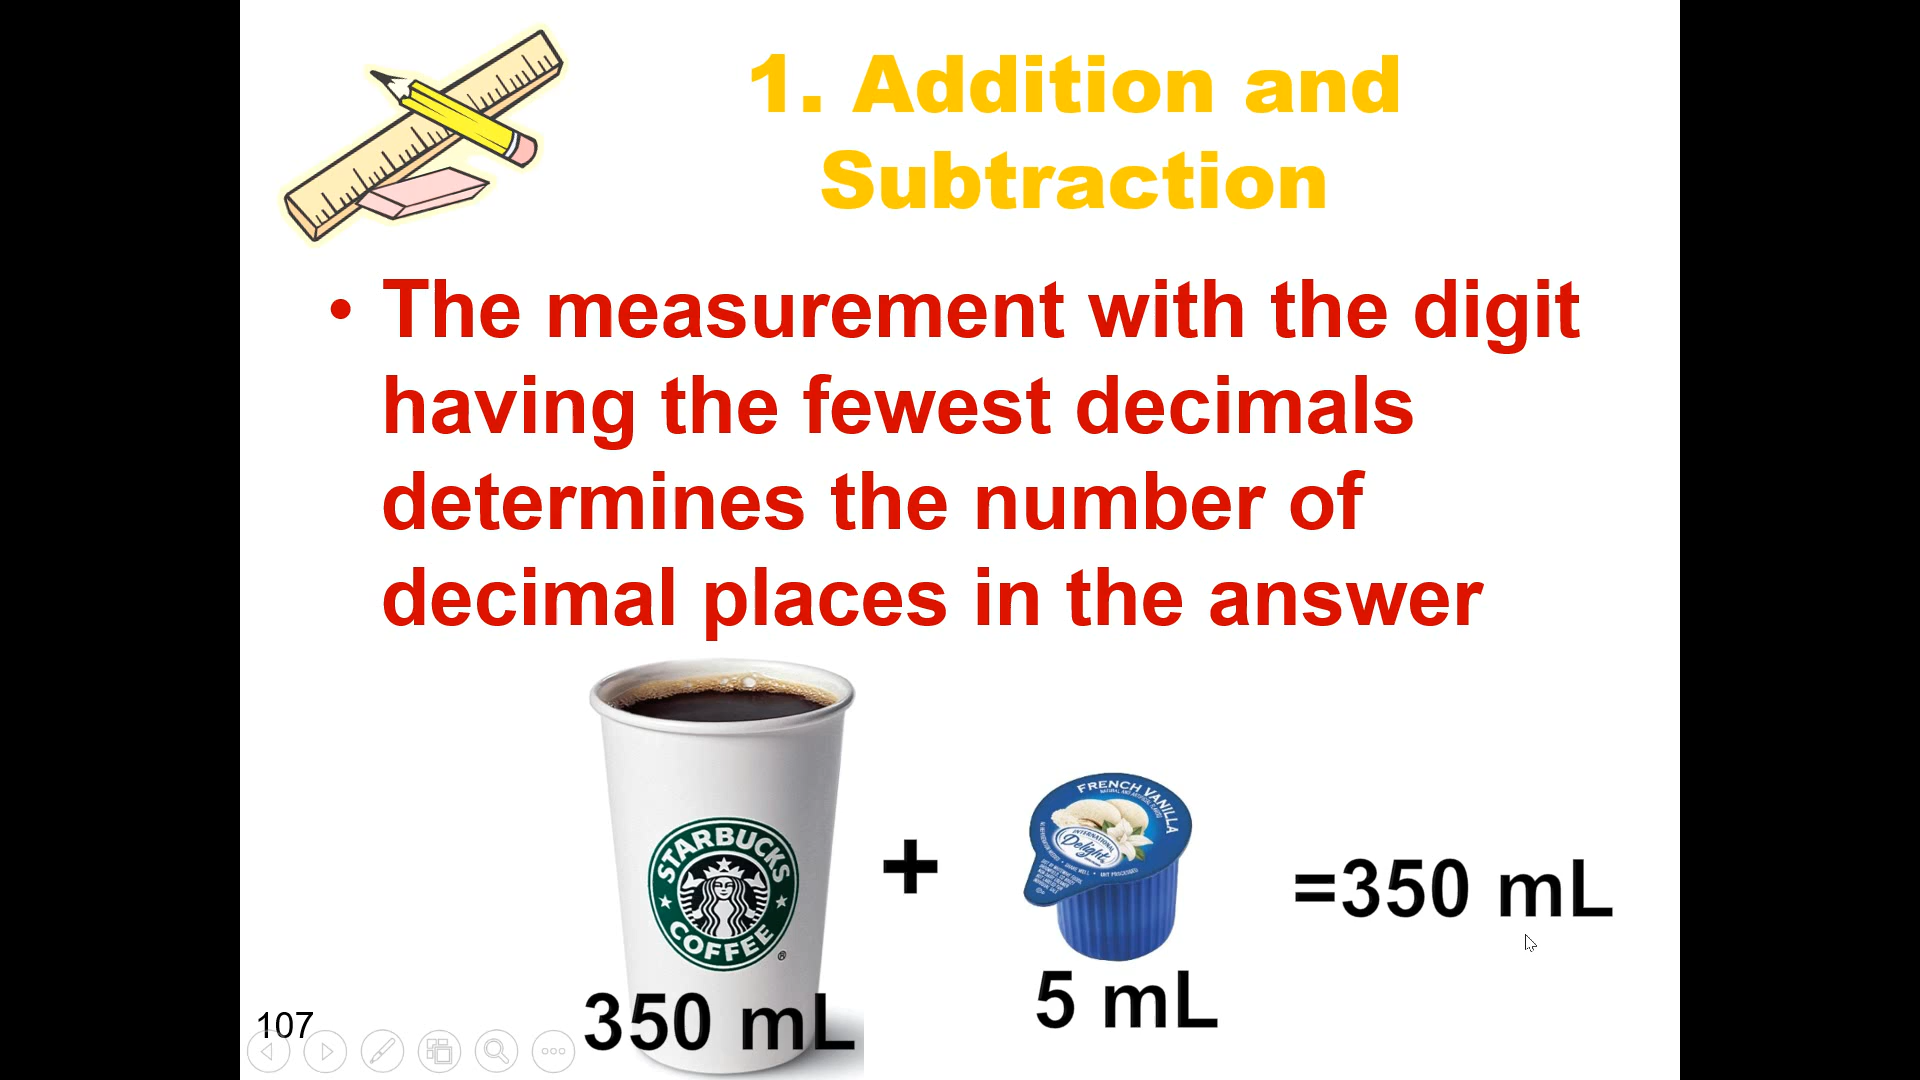 1. Addition and
Subtraction
• The measurement with the digit
having the fewest decimals
determines the number of
decimal places in the answer
FRENCH VANILLA
INTERNATIONAL
Delight
STARBUCKS
COFFEE
®
+
=350 mL
350 mL
5 mL
107